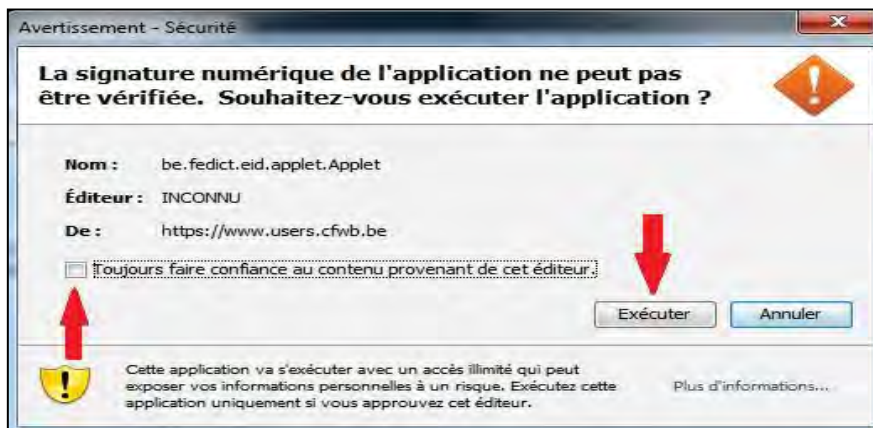 Avertissement - Sécurité
La signature numérique de l'application ne peut pas
être vérifiée. Souhaitez-vous exécuter l'application ?
Nom : be.fedict.eid.applet.Applet
Éditeur : INCONNU
De : https://www.users.cfwb.be
Toujours faire confiance au contenu provenant de cet éditeur.
Exécuter Annuler
Cette application va s'exécuter avec un accès illimité qui peut
exposer vos informations personnelles à un risque. Exécutez cette
application uniquement si vous approuvez cet éditeur.
Plus d'informations...